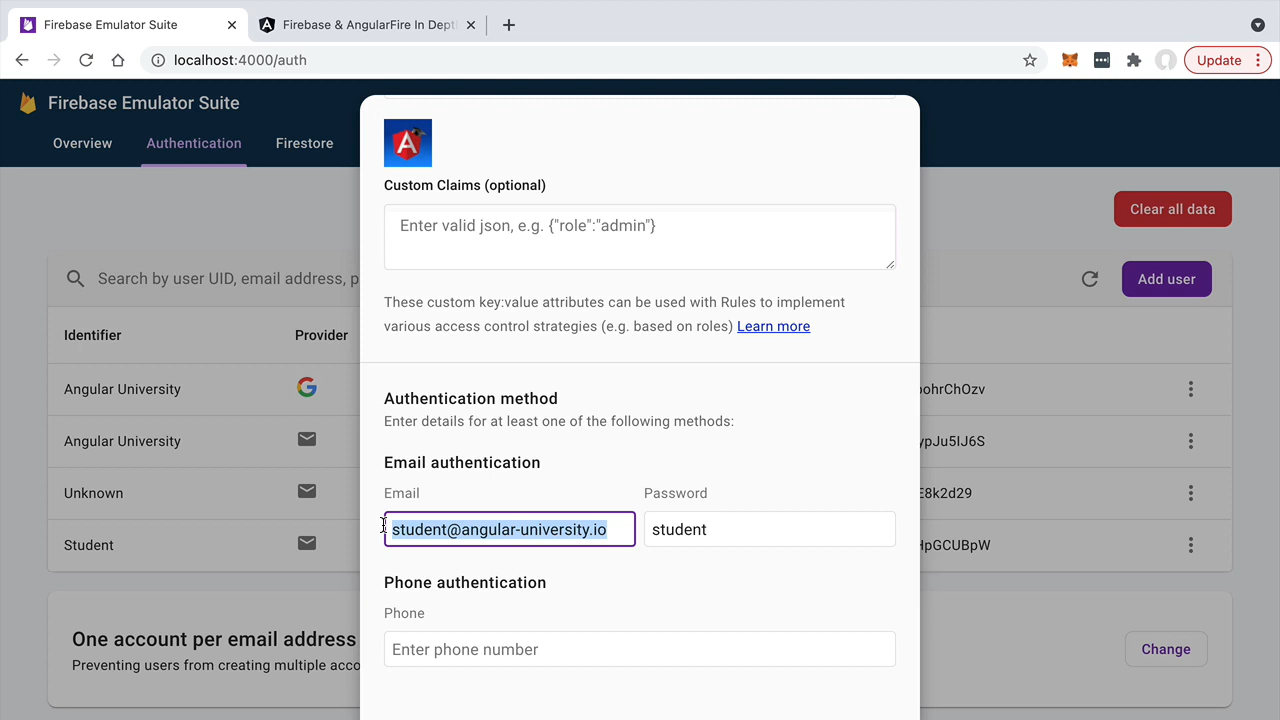 Firebase Emulator Suite
Firebase & AngularFire In Dept
localhost:4000/auth
Update
Firebase Emulator Suite
Overview
Authentication
Firestore
Custom Claims (optional)
Enter valid json, e.g. {"role":"admin"}
These custom key:value attributes can be used with Rules to implement
various access control strategies (e.g. based on roles) Learn more
Clear all data
Search by user UID, email address, p
Add user
Identifier
Provider
Angular University
Angular University
ypJu5lJ6S
Unknown
E8k2d29
Student
HpGCUBpW
Authentication method
Enter details for at least one of the following methods:
Email authentication
Email
Password
student@angular-university.io
student
Phone authentication
Phone
Enter phone number
One account per email address
Preventing users from creating multiple acco
Change